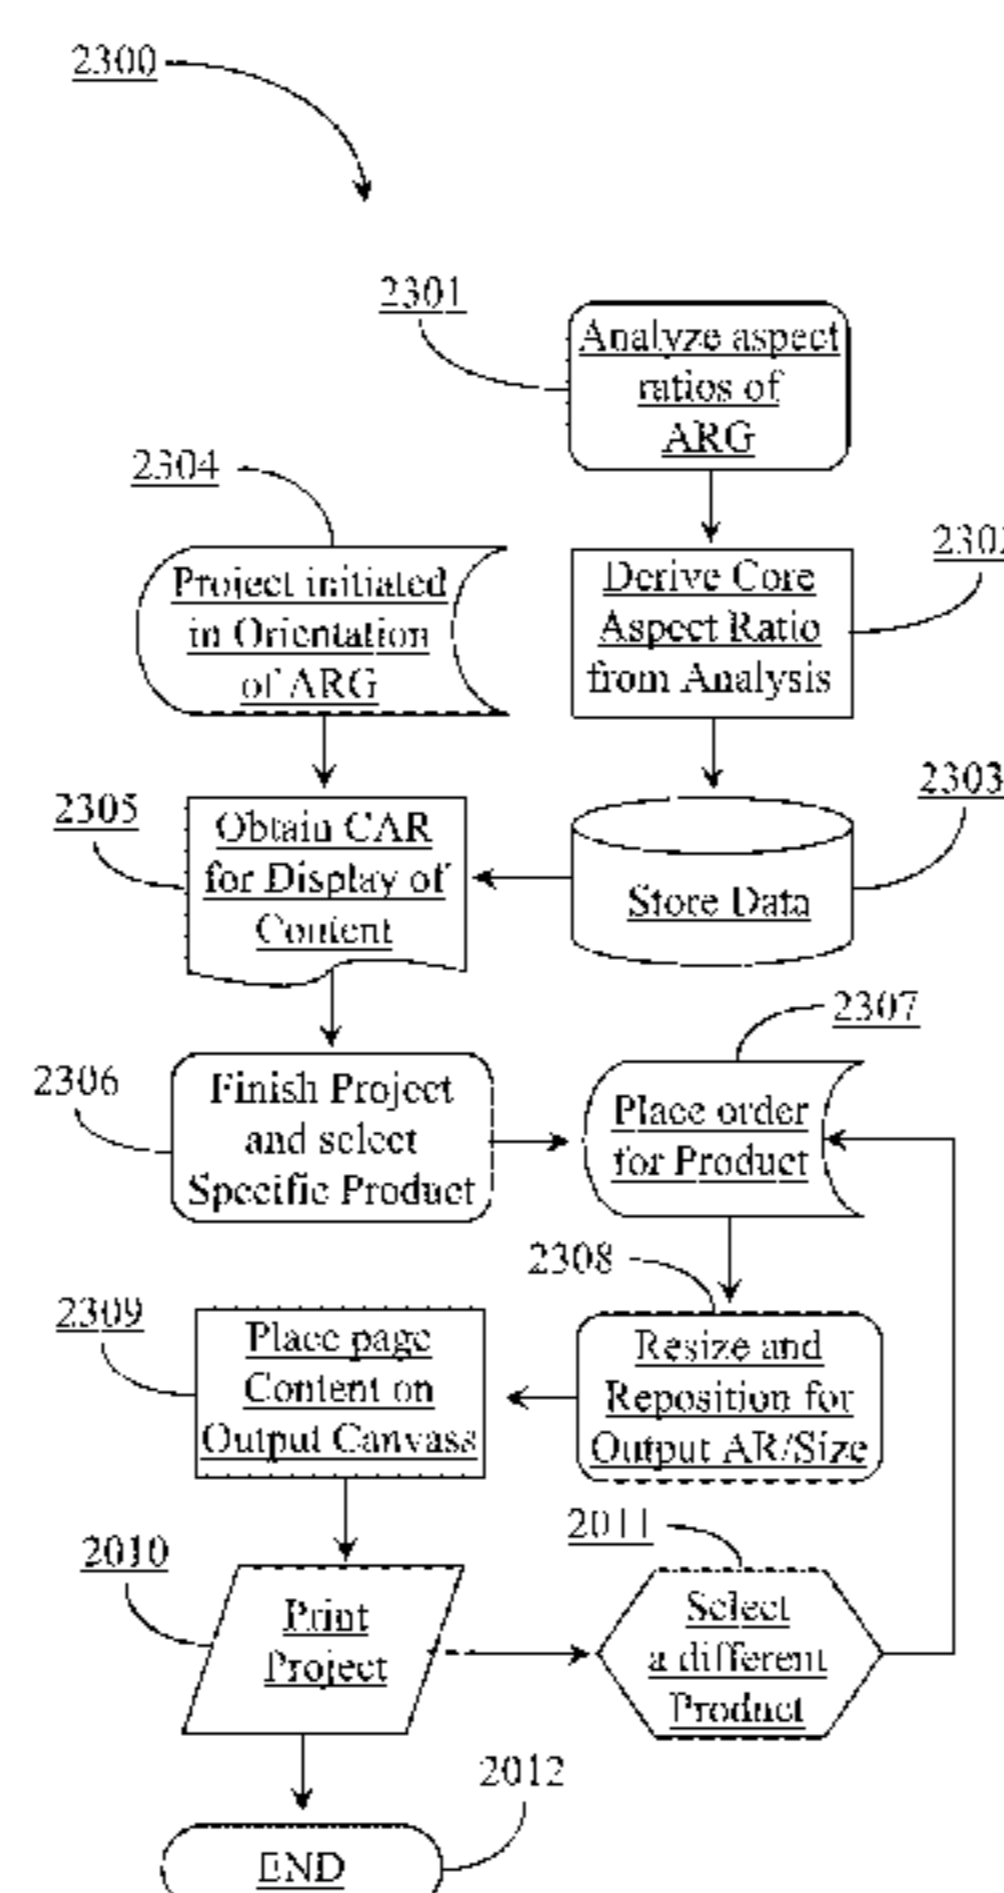 2300
2301
Analyze aspect
ratios of
ARG
2304
Project initiated
in Orientation
of ARG
2302
Derive Core
Aspect Ratio
from Analysis
2305
Obtain CAR
for Display of
Content
2303
Store Data
2306
Finish Project
and select
Specific Product
2307
Place order
for Product
2308
Resize and
Reposition for
Output AR/Size
2309
Place page
Content on
Output Canvass
2010
Print
Project
2011
Select
a different
Product
2012
END